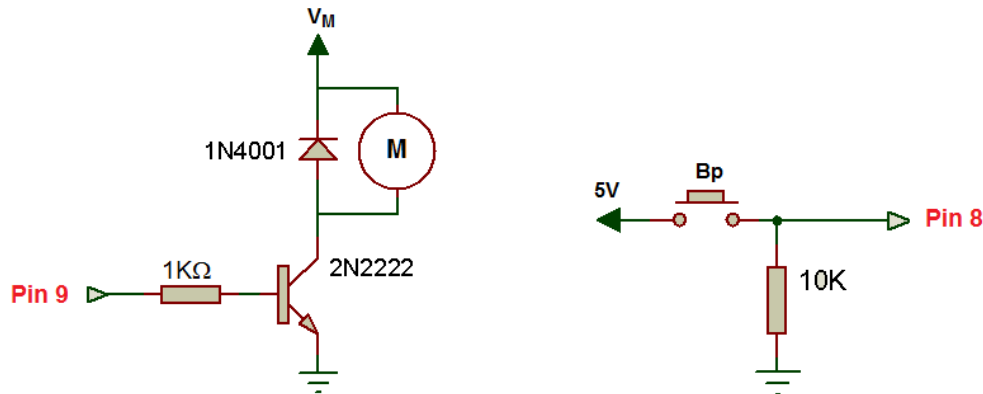 VM
1N4001
M
2N2222
1KΩ
Pin 9
Bp
5V
Pin 8
10K